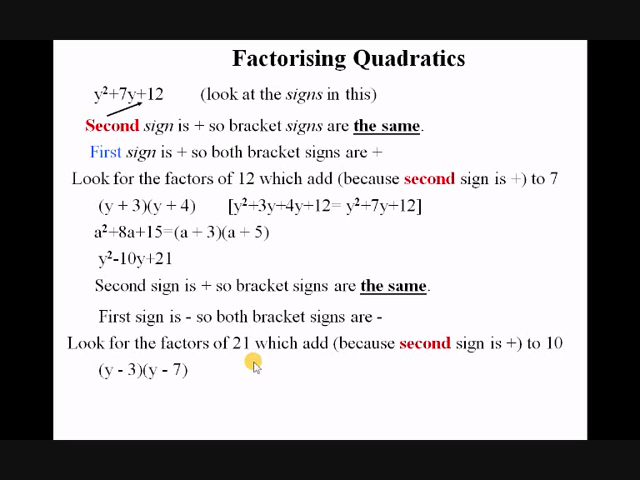 Factorising Quadratics
y²+7y+12 (look at the signs in this)
Second sign is + so bracket signs are the same.
First sign is + so both bracket signs are +
Look for the factors of 12 which add (because second sign is +) to 7
(y + 3)(y + 4) [y²+3y+4y+12= y²+7y+12]
a²+8a+15=(a + 3)(a + 5)
y²-10y+21
Second sign is + so bracket signs are the same.
First sign is - so both bracket signs are -
Look for the factors of 21 which add (because second sign is +) to 10
(y - 3)(y - 7)